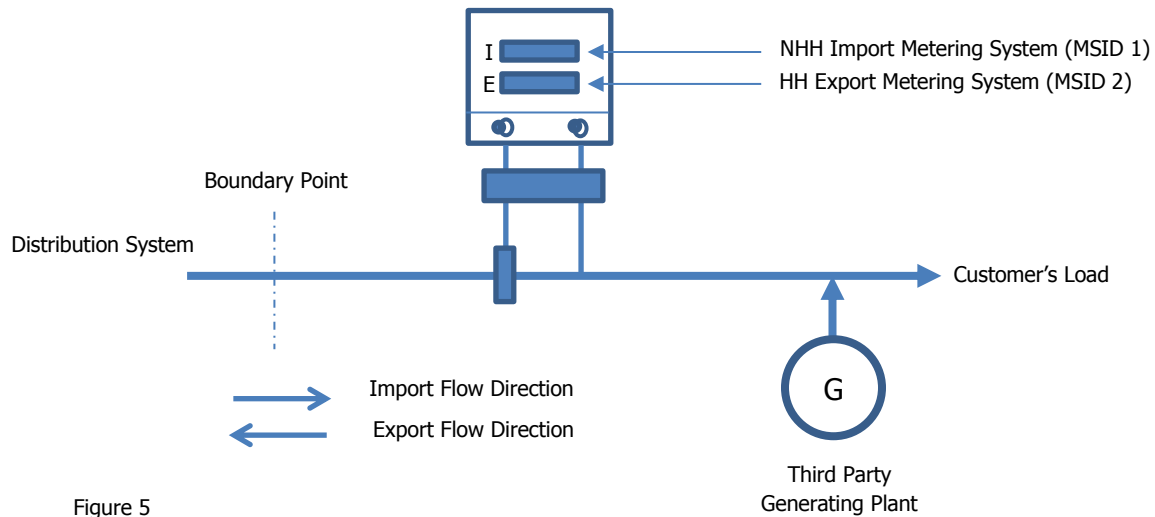 I
NHH Import Metering System (MSID 1)
E
HH Export Metering System (MSID 2)
Boundary Point
Distribution System
Customer's Load
Import Flow Direction
Export Flow Direction
G
Third Party
Generating Plant
Figure 5